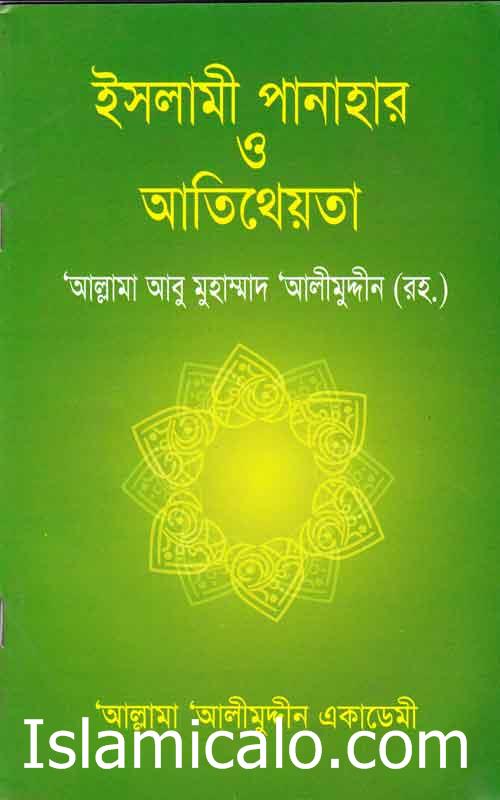 ইসলামী পানাহার
ও
আতিথেয়তা
‘আল্লামা আবু মুহাম্মাদ ‘আলীমুদ্দীন (রহ.)
‘আল্লামা ‘আলীমুদ্দীন একাডেমী
Islamicalo.com